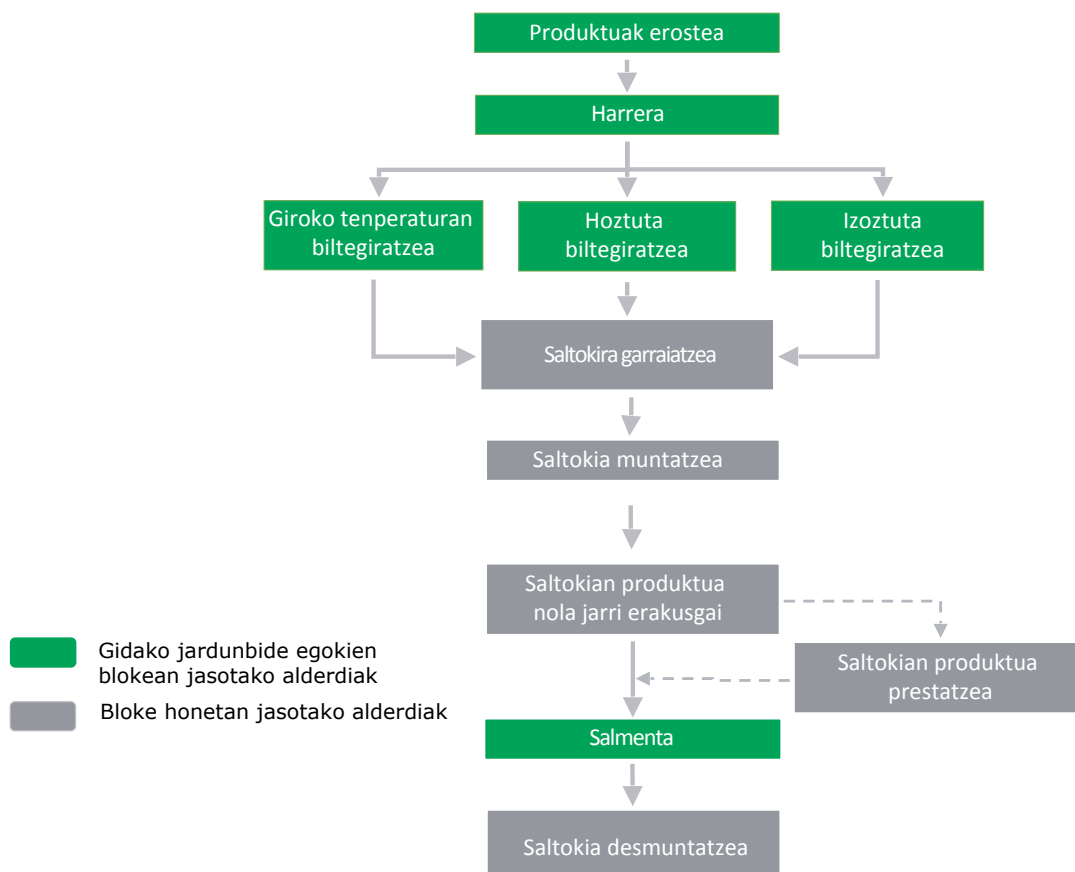 Produktuak erostea
Harrera
Giroko tenperaturan
biltegiratzea
Hoztuta
biltegiratzea
Izoztuta
biltegiratzea
Saltokira garraiatzea
Saltokia muntatzea
Saltokian produktua
nola jarri erakusgai
Saltokian produktua
prestatzea
Gidako jardunbide egokien
blokean jasotako alderdiak
Bloke honetan jasotako alderdiak
Salmenta
Saltokia desmuntatzea